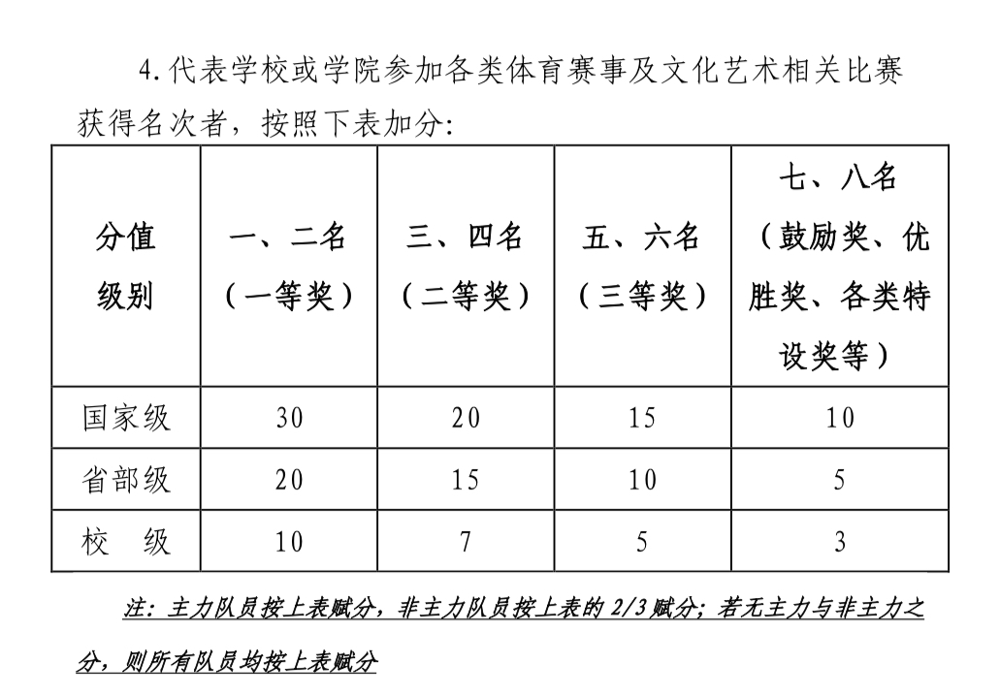 4.代表学校或学院参加各类体育赛事及文化艺术相关比赛
获得名次者，按照下表加分：
分值
级别
一、二名
（一等奖）
三、四名
（二等奖）
五、六名
（三等奖）
七、八名
（鼓励奖、优
胜奖、各类特
设奖等）
国家级 30 20 15 10
省部级 20 15 10 5
校 级 10 7 5 3
注：主力队员按上表赋分，非主力队员按上表的 2/3 赋分；若无主力与非主力之
分，则所有队员均按上表赋分